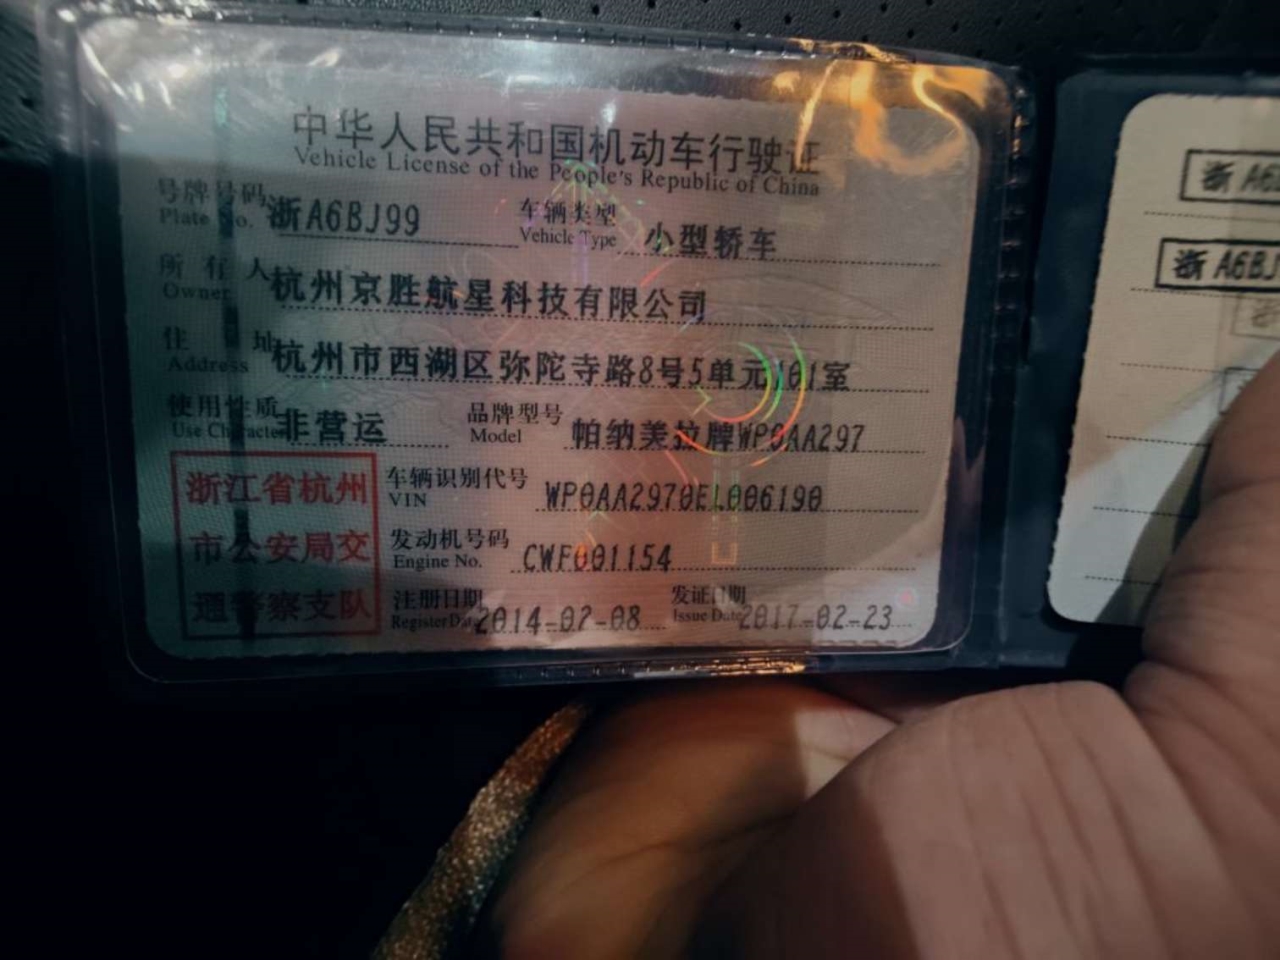 中华人民共和国机动车行驶证
Vehicle License of the People's Republic of China
号牌号码 浙A6BJ99 车辆类型 小型轿车
Plate No. Vehicle Type
所有人 杭州京胜航星科技有限公司
Owner
住址 杭州市西湖区弥陀寺路8号5单元101室
Address
使用性质 非营运 品牌型号 帕纳美拉牌WP0AA297
Use Character Model
浙江省杭州
市公安局交
通警察支队
车辆识别代号 WP0AA2970EL006190
VIN
发动机号码 CWF001154
Engine No.
注册日期 2014-02-08 发证日期 2017-02-23
Register Date Issue Date
浙A6B
浙A6BJ